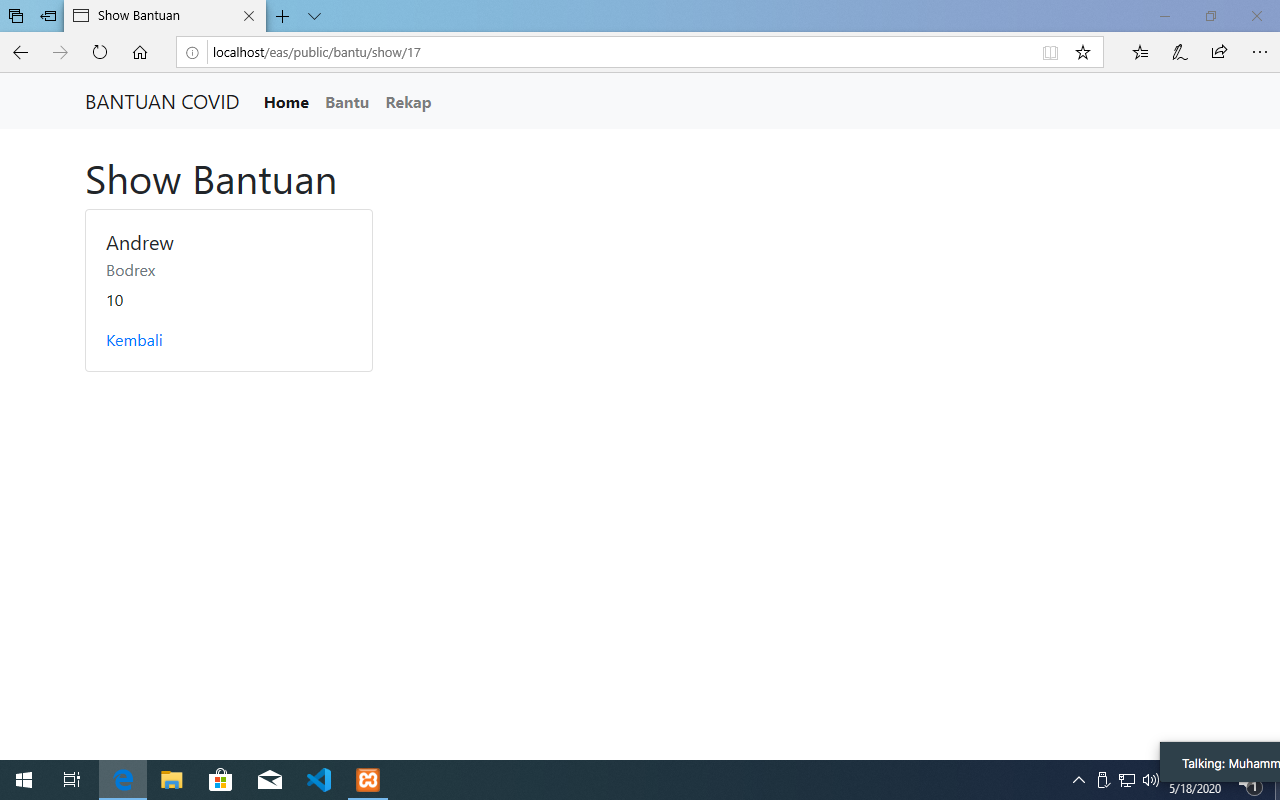 Show Bantuan
localhost/eas/public/bantu/show/17
BANTUAN COVID Home Bantu Rekap
Show Bantuan
Andrew
Bodrex
10
Kembali
Talking: Muhamm
5/18/2020
1